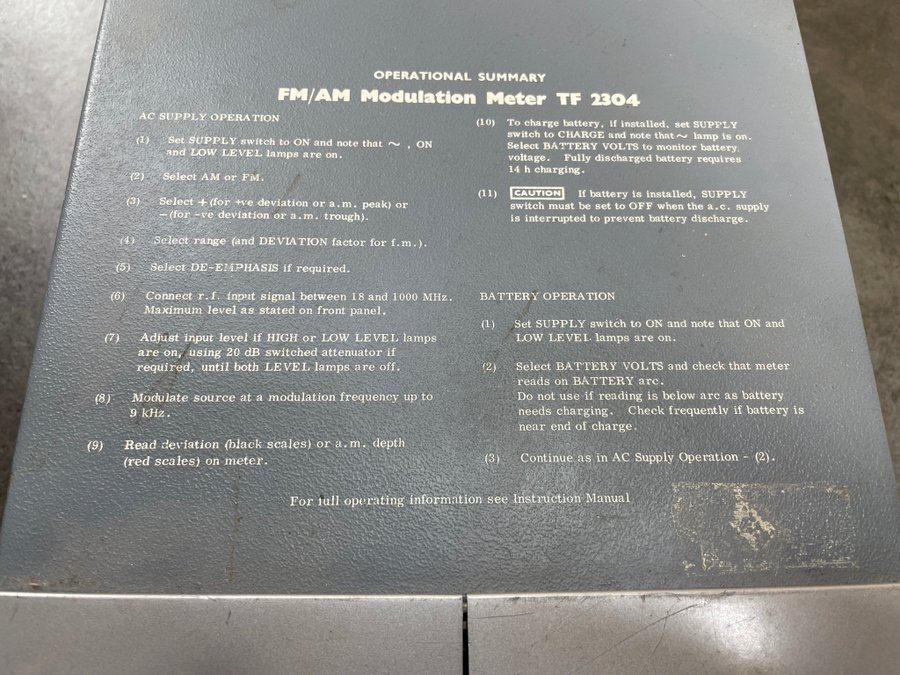 OPERATIONAL SUMMARY
FM/AM Modulation Meter TF 2304
AC SUPPLY OPERATION
(1) Set SUPPLY switch to ON and note that ~ , ON
and LOW LEVEL lamps are on.
(2) Select AM or FM.
(3) Select + (for +ve deviation or a.m. peak) or
– (for –ve deviation or a.m. trough).
(4) Select range (and DEVIATION factor for f.m.).
(5) Select DE-EMPHASIS if required.
(6) Connect r.f. input signal between 18 and 1000 MHz.
Maximum level as stated on front panel.
(7) Adjust input level if HIGH or LOW LEVEL lamps
are on, using 20 dB switched attenuator if
required, until both LEVEL lamps are off.
(8) Modulate source at a modulation frequency up to
9 kHz.
(9) Read deviation (black scales) or a.m. depth
(red scales) on meter.
(10) To charge battery, if installed, set SUPPLY
switch to CHARGE and note that ~ lamp is on.
Select BATTERY VOLTS to monitor battery
voltage. Fully discharged battery requires
14 h charging.
(11) CAUTION If battery is installed, SUPPLY
switch must be set to OFF when the a.c. supply
is interrupted to prevent battery discharge.
BATTERY OPERATION
(1) Set SUPPLY switch to ON and note that ON and
LOW LEVEL lamps are on.
(2) Select BATTERY VOLTS and check that meter
reads on BATTERY arc.
Do not use if reading is below arc as battery
needs charging. Check frequently if battery is
near end of charge.
(3) Continue as in AC Supply Operation - (2).
For full operating information see Instruction Manual